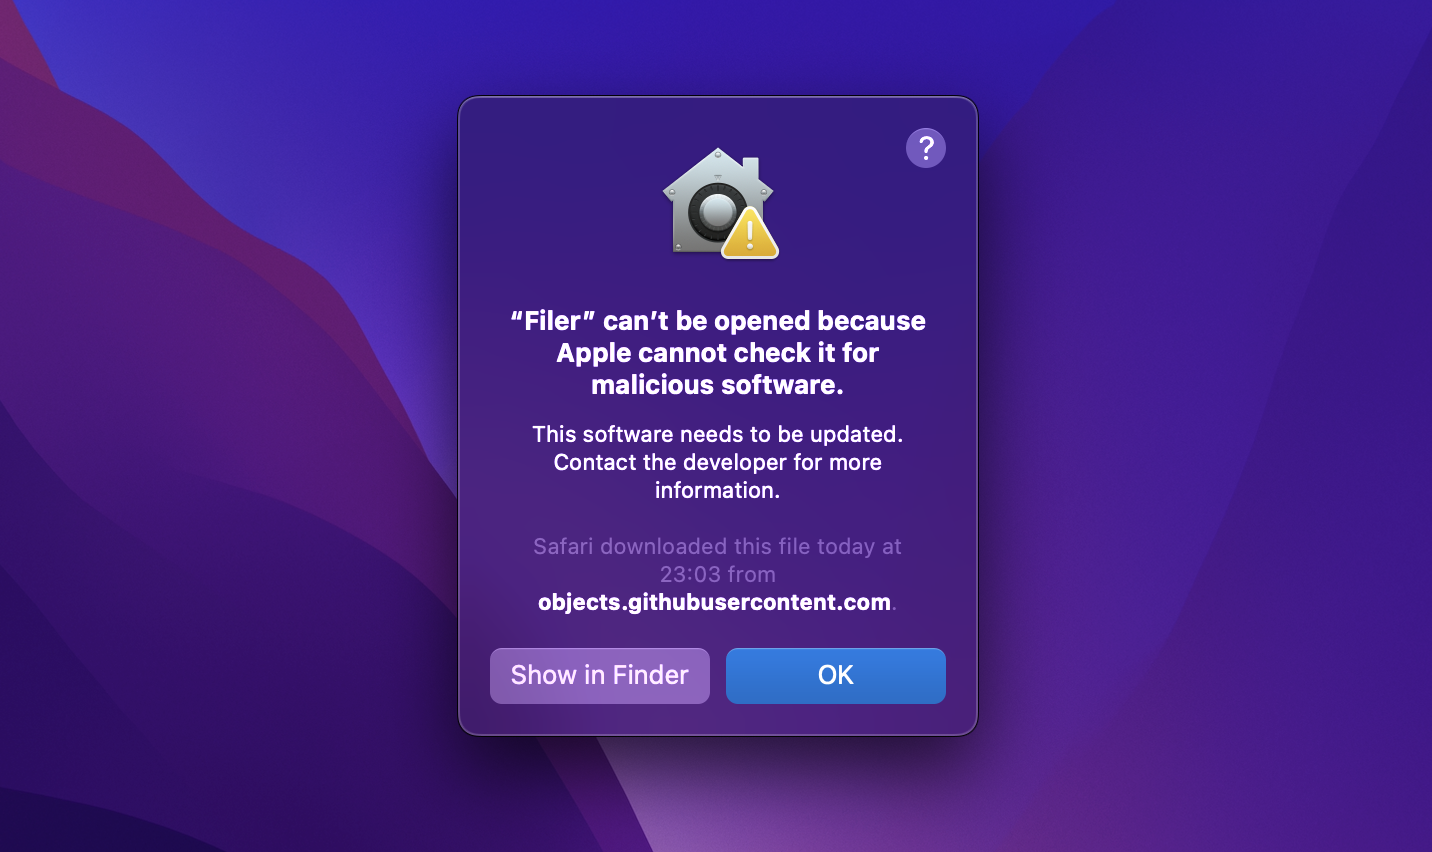 ?
“Filer” can’t be opened because
Apple cannot check it for
malicious software.
This software needs to be updated.
Contact the developer for more
information.
Safari downloaded this file today at
23:03 from
objects.githubusercontent.com.
Show in Finder
OK